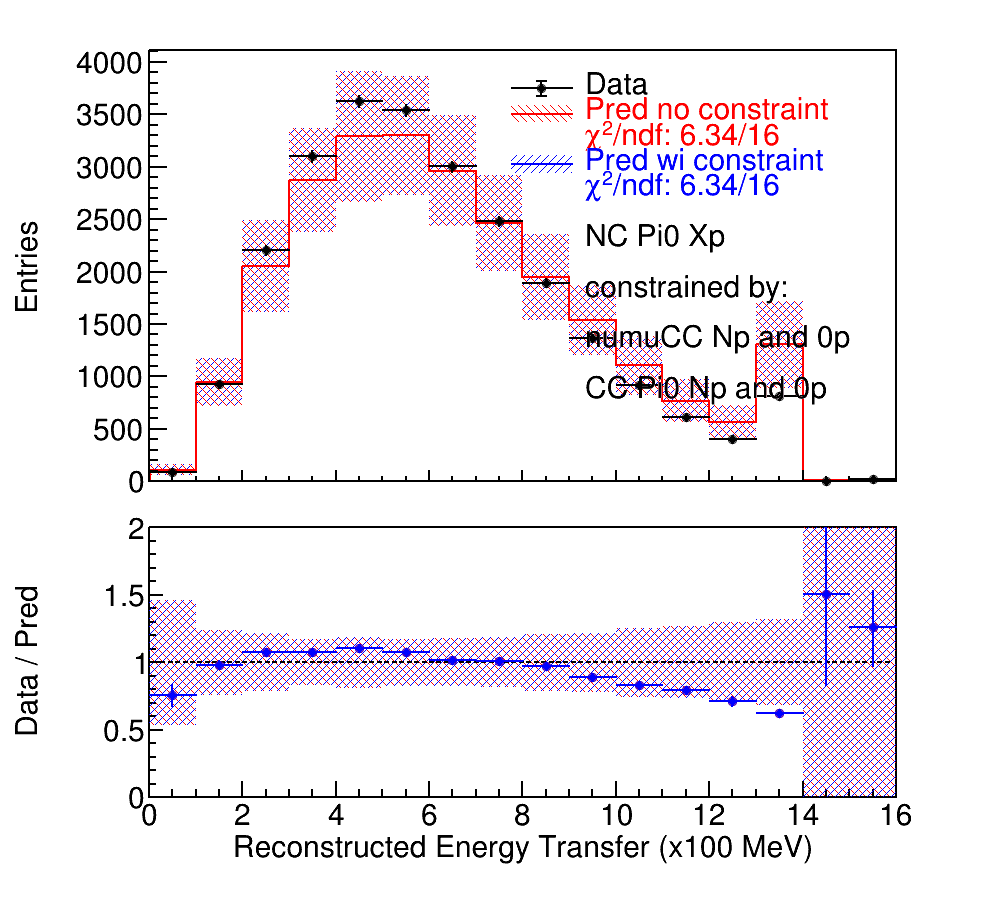 4000
3500
3000
2500
2000
1500
1000
500
0
Entries
Data
Pred no constraint
χ²/ndf: 6.34/16
Pred wi constraint
χ²/ndf: 6.34/16
NC Pi0 Xp
constrained by:
numuCC Np and 0p
CC Pi0 Np and 0p
2
1.5
1
0.5
0
Data / Pred
0 2 4 6 8 10 12 14 16
Reconstructed Energy Transfer (x100 MeV)